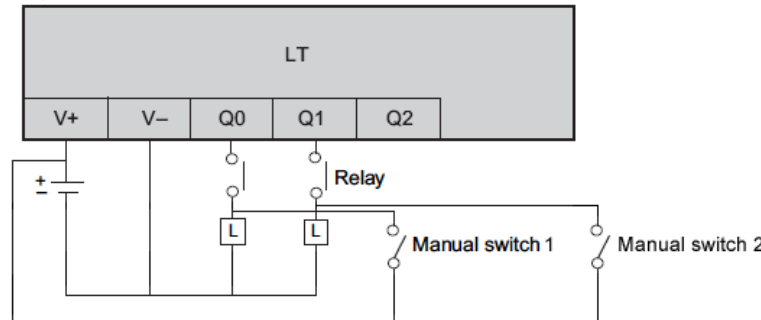 LT
V+ V– Q0 Q1 Q2
Relay
+
–
L L
Manual switch 1 Manual switch 2